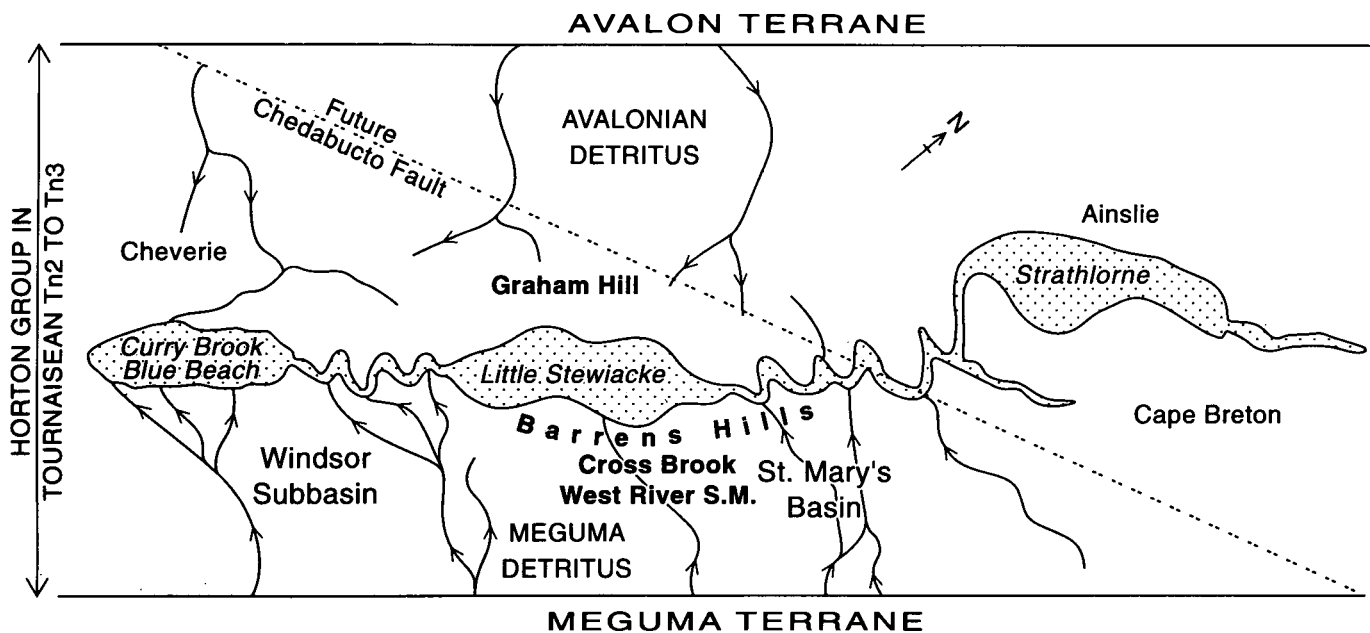 AVALON TERRANE
HORTON GROUP IN
TOURNAISEAN Tn2 TO Tn3
Future
Chedabucto Fault
AVALONIAN
DETRITUS
N
Ainslie
Cheverie
Strathlorne
Graham Hill
Curry Brook
Blue Beach
Little Stewiacke
Barrens Hills
Cape Breton
Windsor
Subbasin
Cross Brook
West River S.M.
St. Mary's
Basin
MEGUMA
DETRITUS
MEGUMA TERRANE